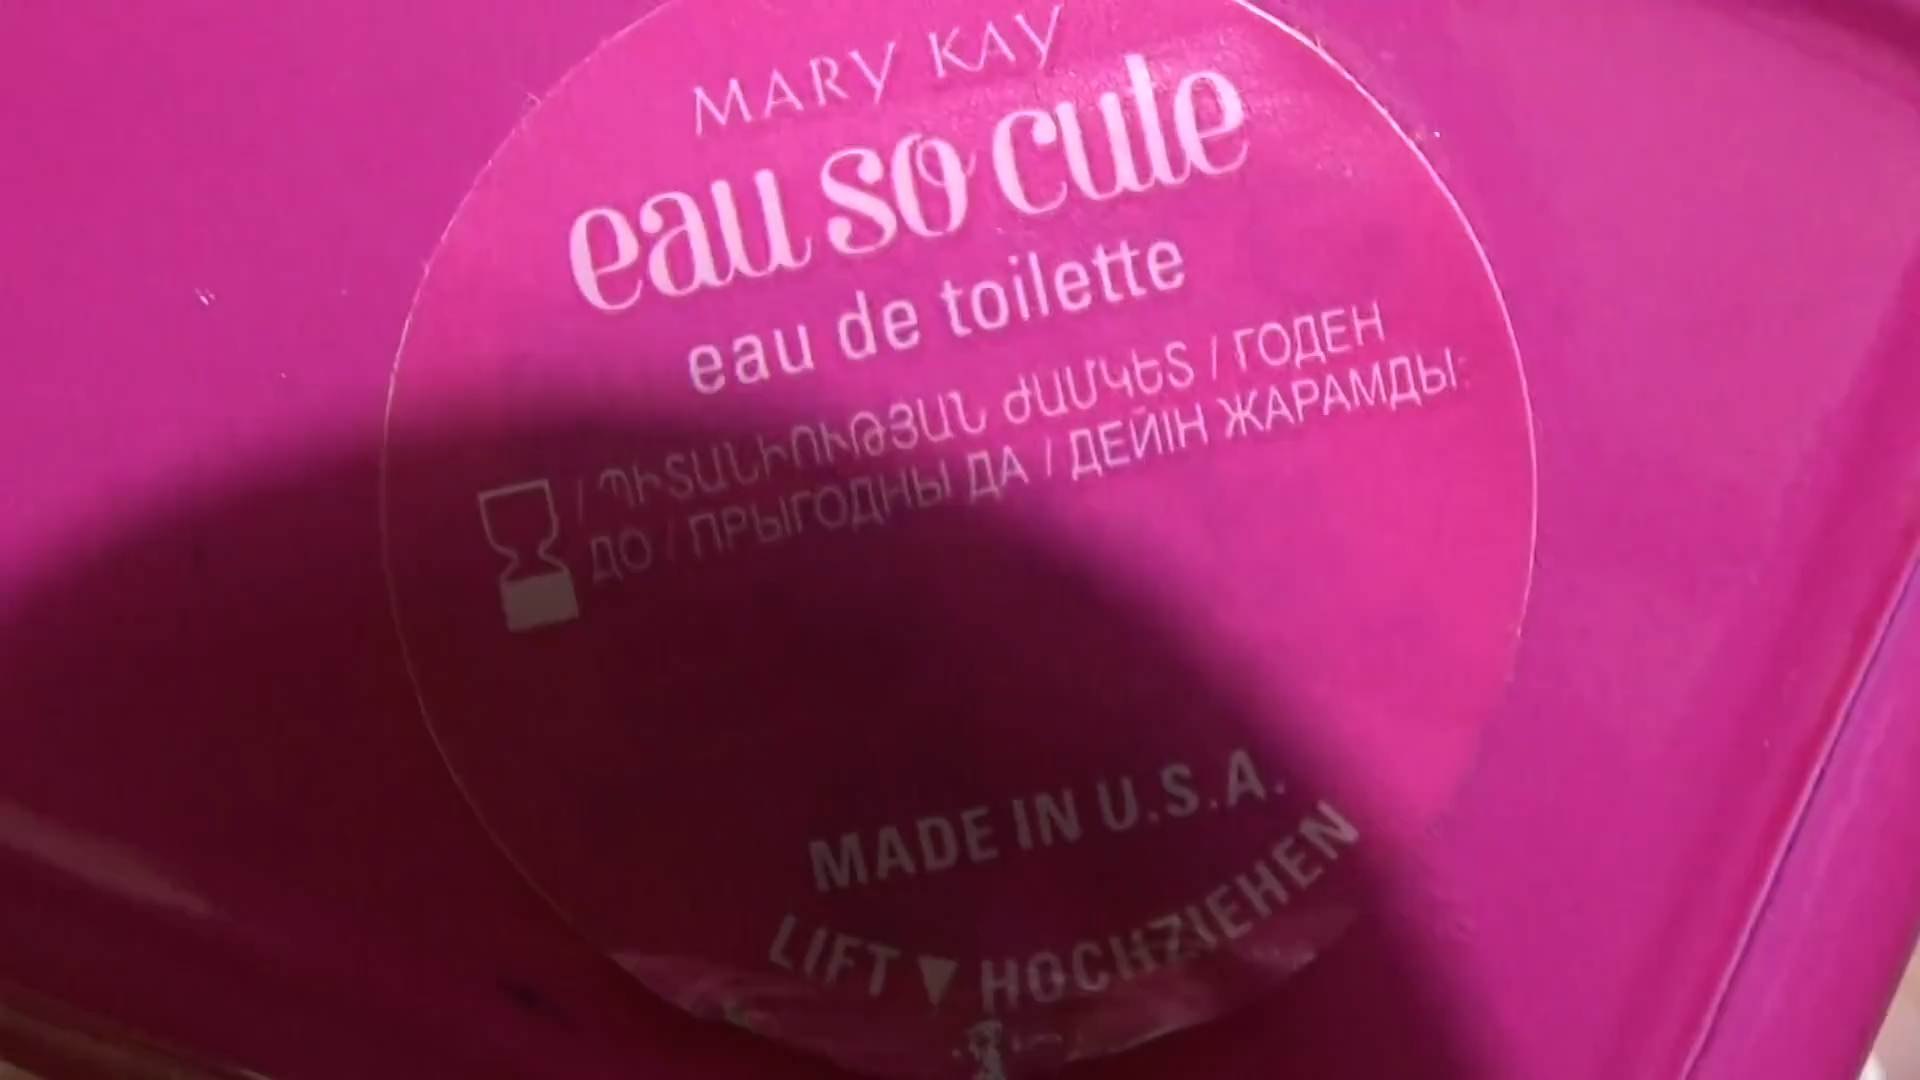 MARY KAY
eau so cute
eau de toilette
/ ՊԻՏԱՆԻՈՒԹՅԱՆ ԺԱՄԿԵՏ / ГОДЕН
ДО / ПРЫГОДНЫ ДА / ДЕЙІН ЖАРАМДЫ:
MADE IN U.S.A.
LIFT ▼ HOCHZIEHEN